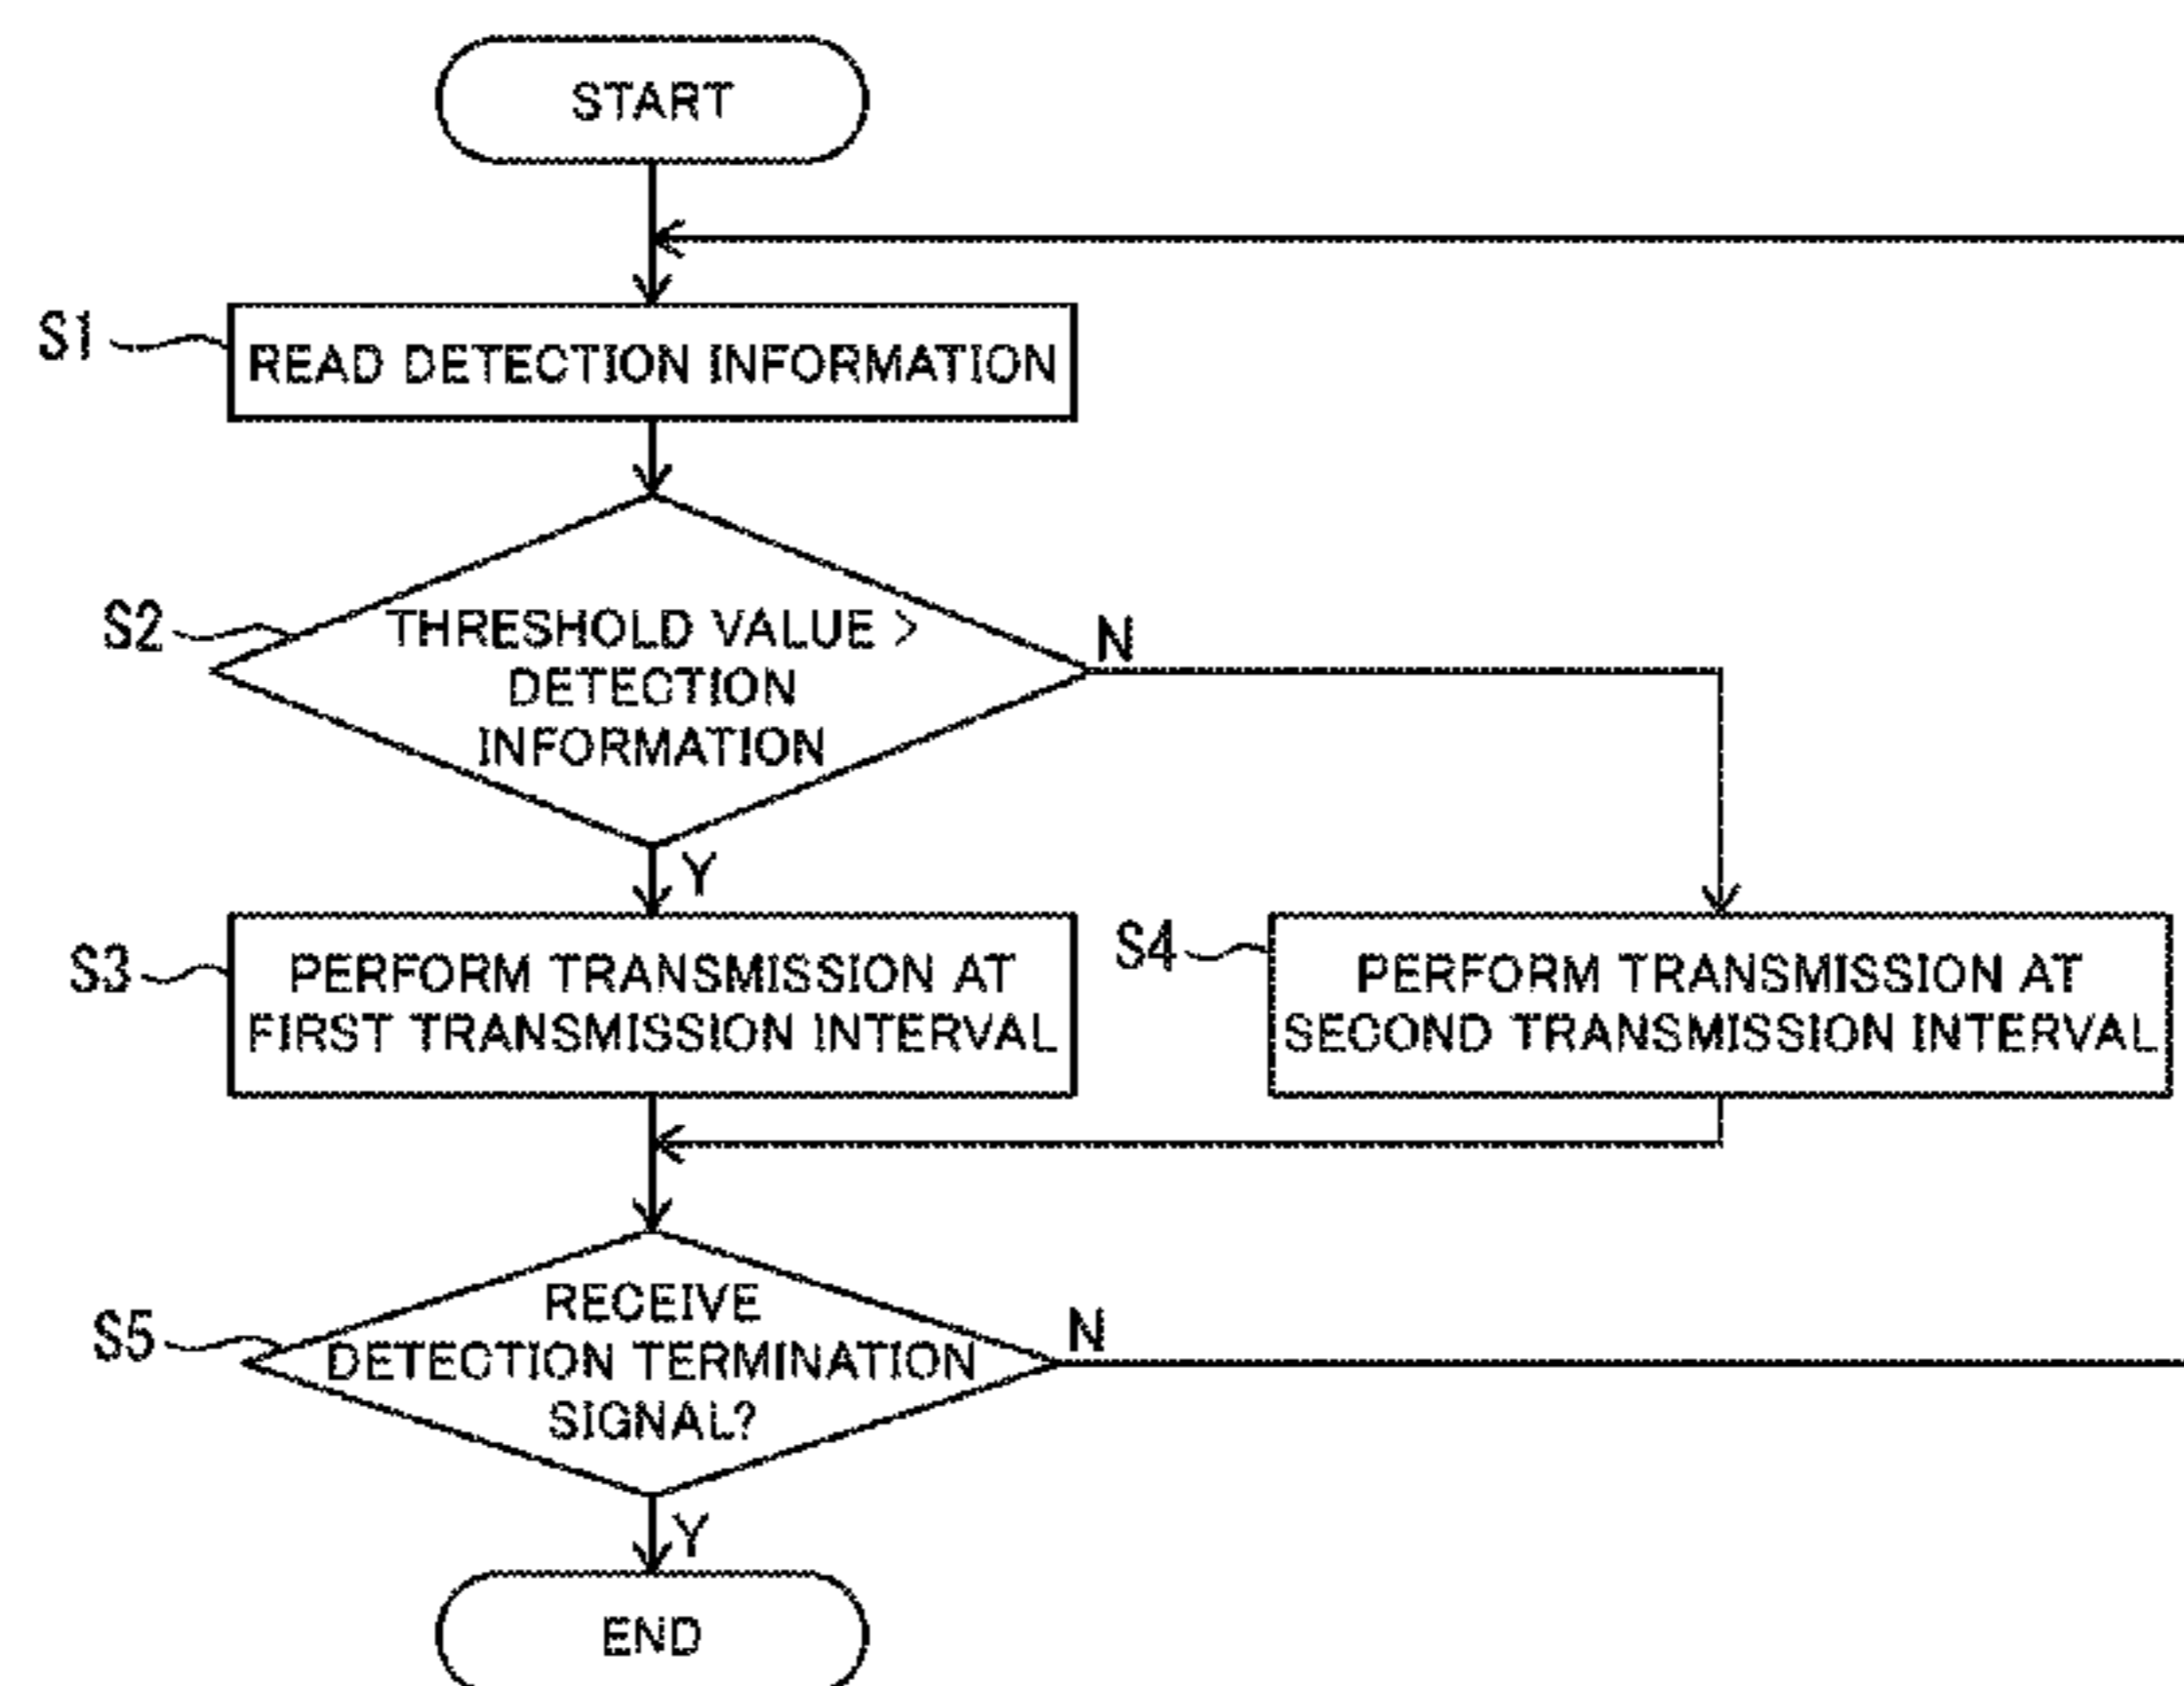 START
S1
READ DETECTION INFORMATION
S2
THRESHOLD VALUE >
DETECTION
INFORMATION
N
Y
S3
PERFORM TRANSMISSION AT
FIRST TRANSMISSION INTERVAL
S4
PERFORM TRANSMISSION AT
SECOND TRANSMISSION INTERVAL
S5
RECEIVE
DETECTION TERMINATION
SIGNAL?
N
Y
END